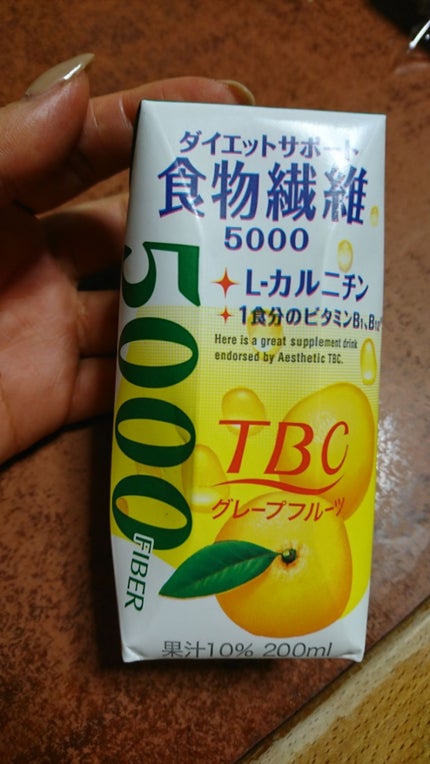 ダイエットサポート
食物繊維
5000
L-カルニチン
1食分のビタミンB1、B12
Here is a great supplement drink
endorsed by Aesthetic TBC.
TBC
グレープフルーツ
5000 FIBER
果汁10% 200ml